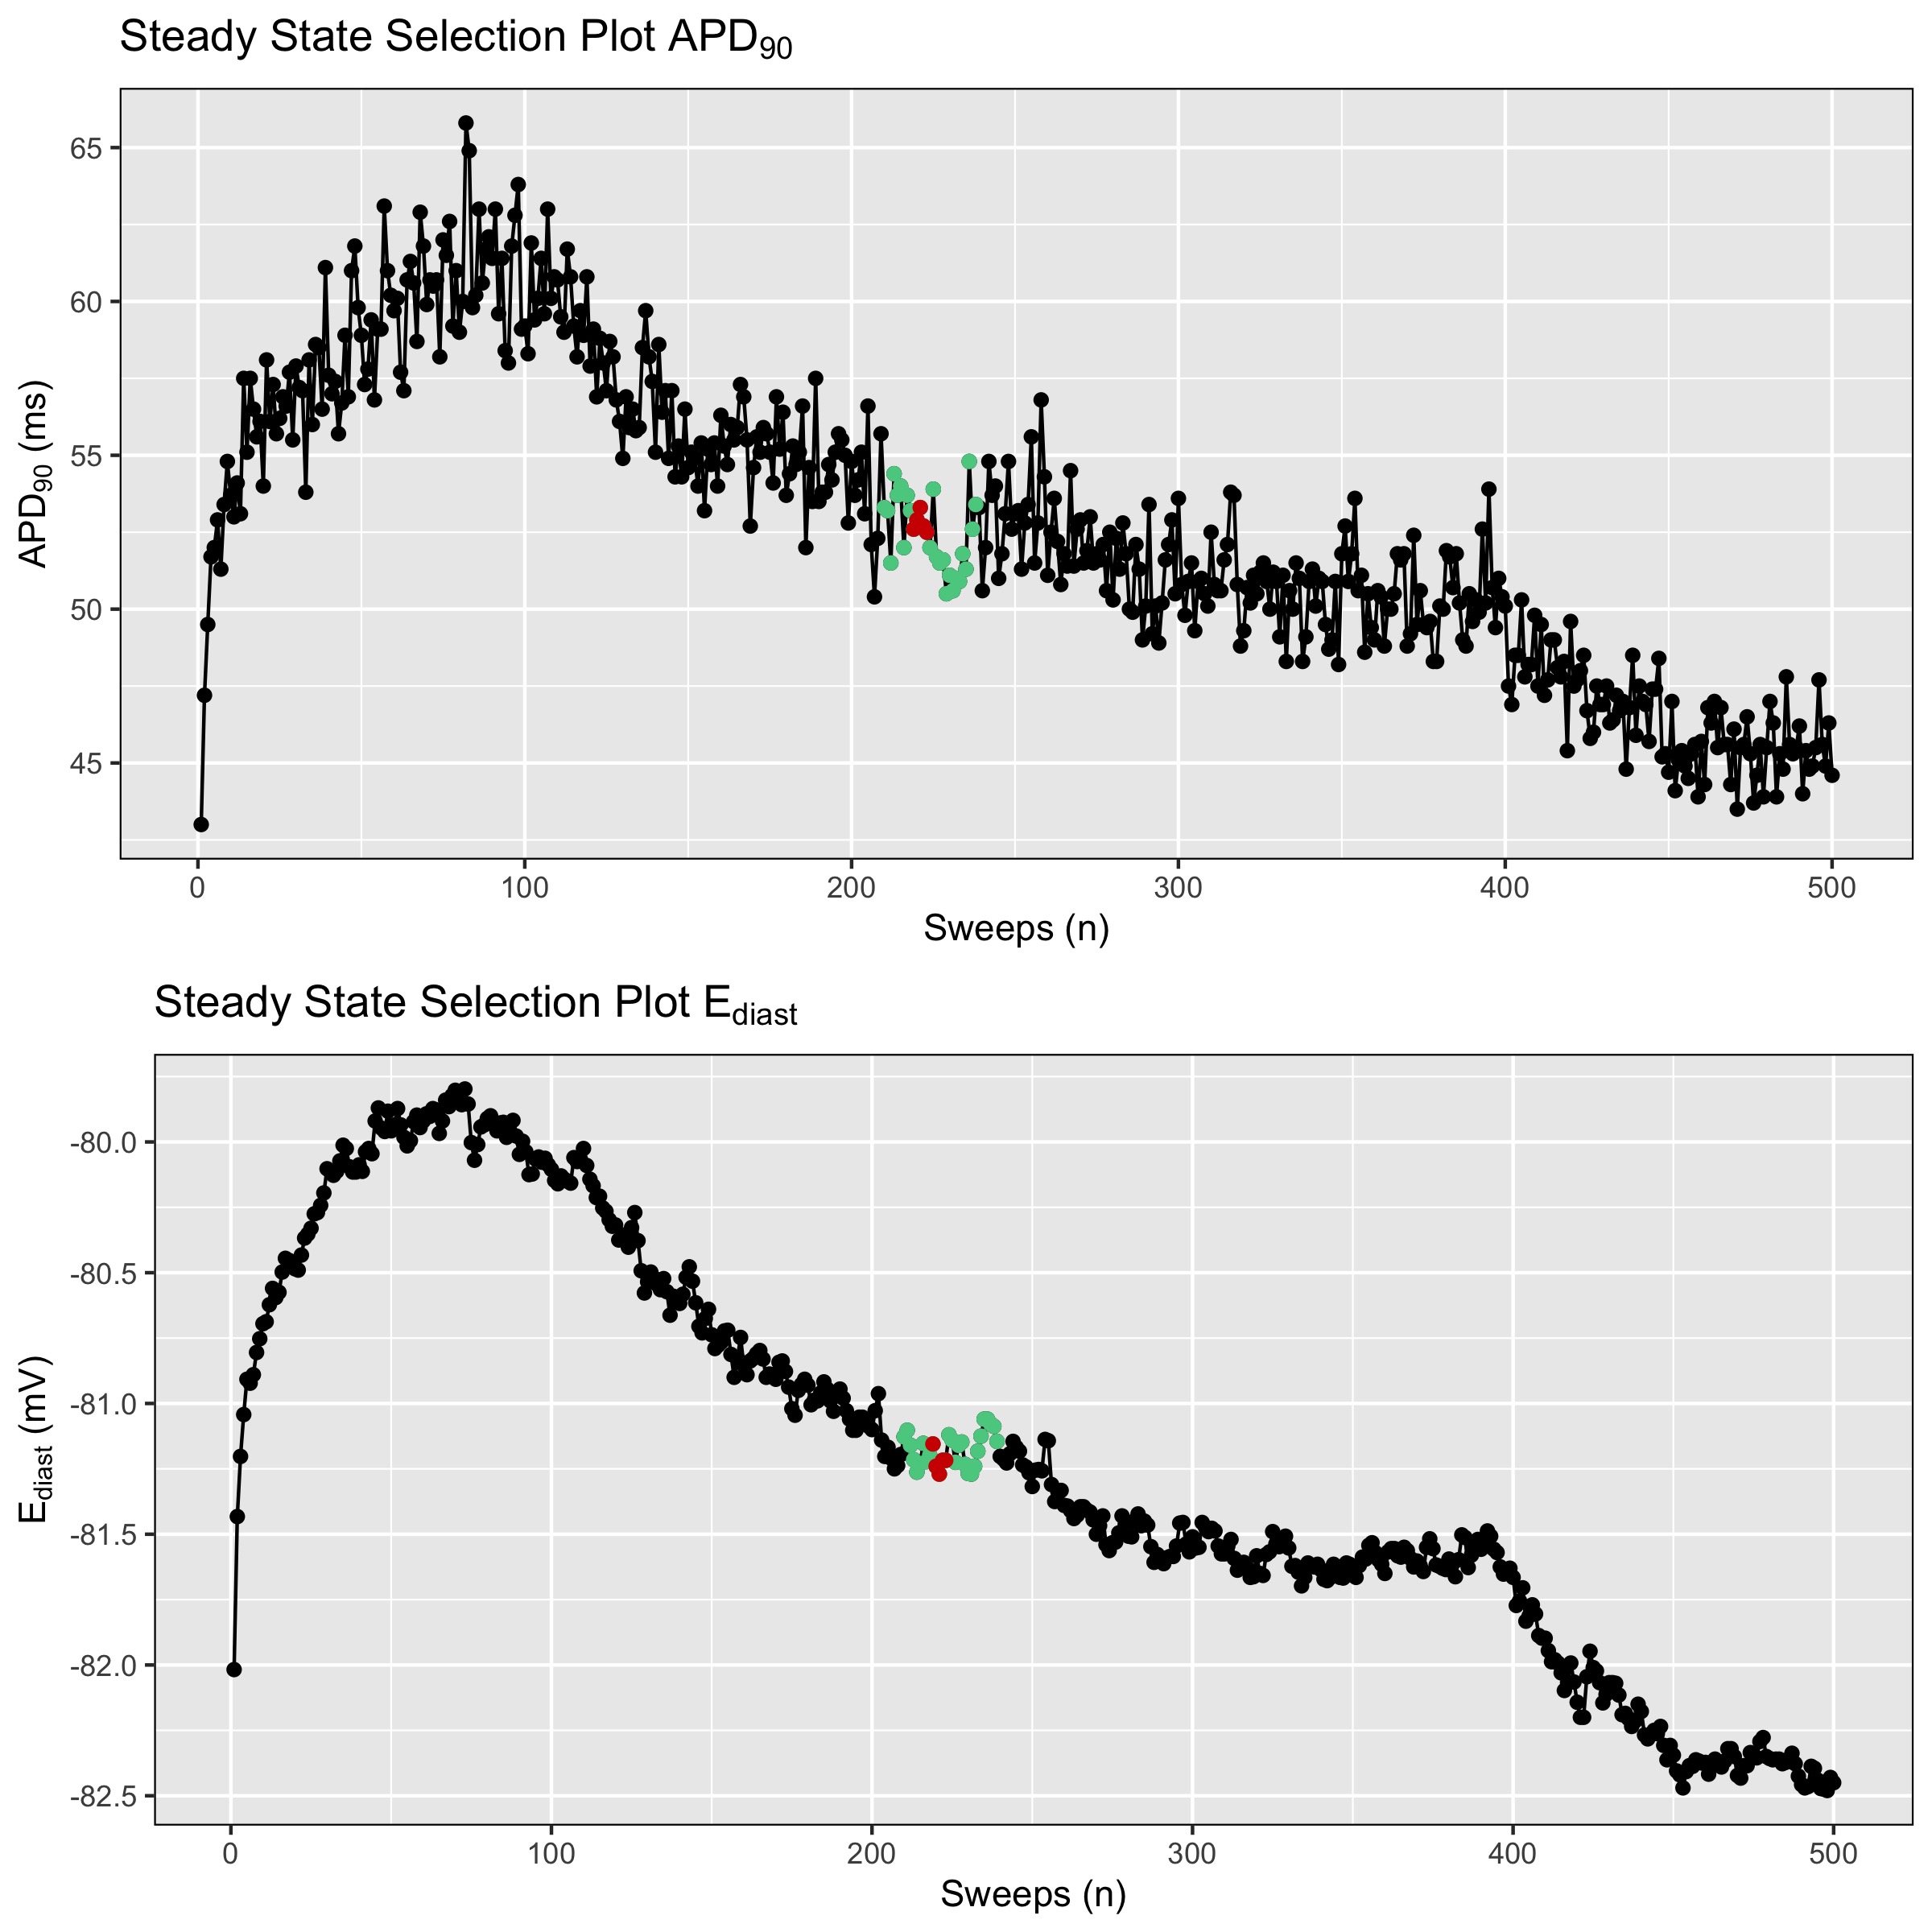 Steady State Selection Plot APD90
65
60
55
50
45
APD90 (ms)
0 100 200 300 400 500
Sweeps (n)
Steady State Selection Plot Ediast
-80.0
-80.5
-81.0
-81.5
-82.0
-82.5
Ediast (mV)
0 100 200 300 400 500
Sweeps (n)